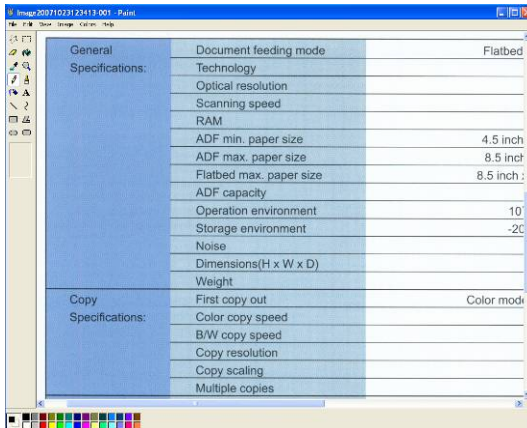 Image20071023123413-001 - Paint
File Edit View Image Colors Help
General Document feeding mode Flatbed
Specifications: Technology
Optical resolution
Scanning speed
RAM
ADF min. paper size 4.5 inch
ADF max. paper size 8.5 inch
Flatbed max. paper size 8.5 inch
ADF capacity
Operation environment 10
Storage environment -20
Noise
Dimensions(H x W x D)
Weight
Copy First copy out Color mode
Specifications: Color copy speed
B/W copy speed
Copy resolution
Copy scaling
Multiple copies